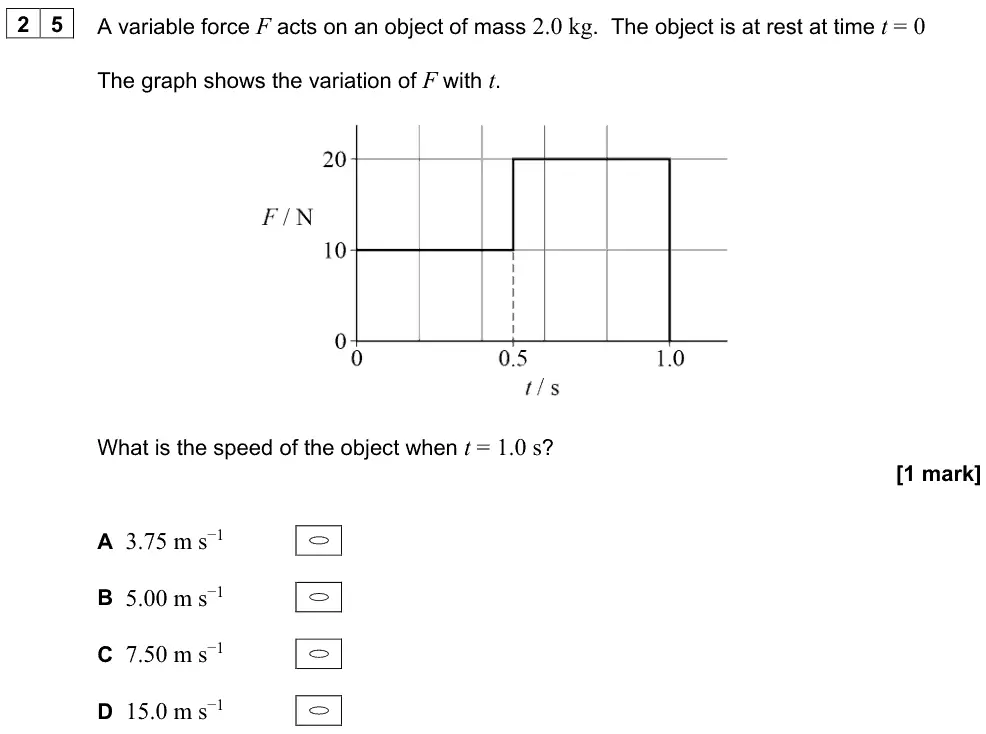 2 5 A variable force F acts on an object of mass 2.0 kg. The object is at rest at time t = 0
The graph shows the variation of F with t.
20
F / N
10
0
0 0.5 1.0
t / s
What is the speed of the object when t = 1.0 s?
[1 mark]
A 3.75 m s⁻¹
B 5.00 m s⁻¹
C 7.50 m s⁻¹
D 15.0 m s⁻¹